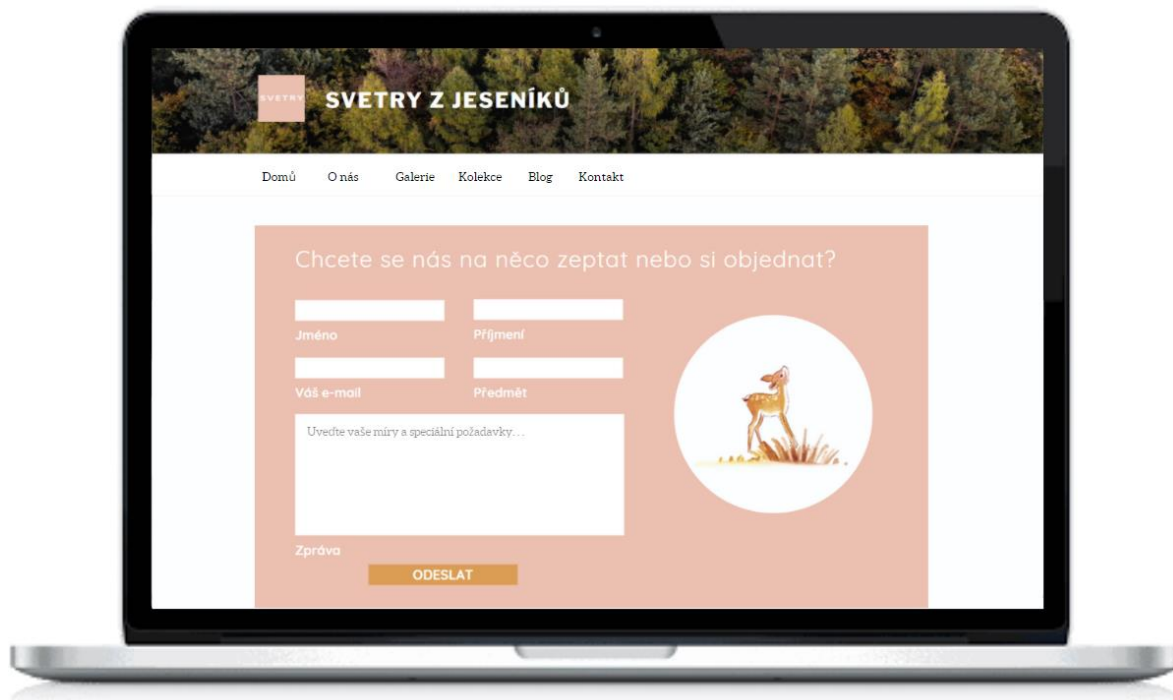 SVETRY
SVETRY Z JESENÍKŮ
Domů O nás Galerie Kolekce Blog Kontakt
Chcete se nás na něco zeptat nebo si objednat?
Jméno Příjmení
Váš e-mail Předmět
Uveďte vaše míry a speciální požadavky...
Zpráva
ODESLAT